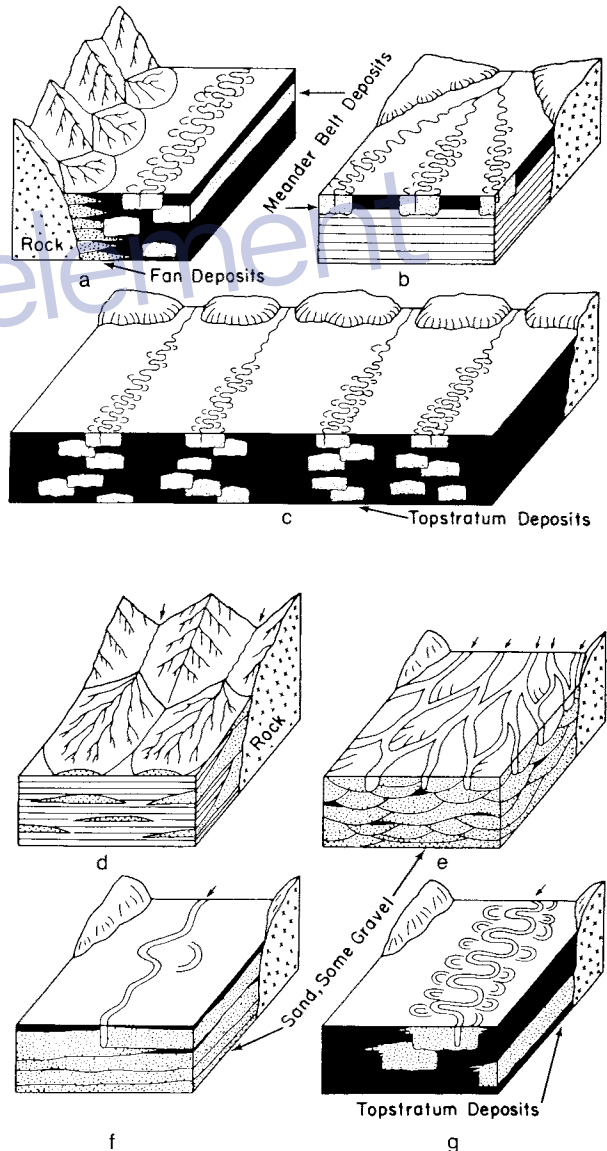 Meander Belt Deposits
Rock
Fan Deposits
a
b
element
c
Topstratum Deposits
Rock
d
e
Sand, Some Gravel
Topstratum Deposits
f
g